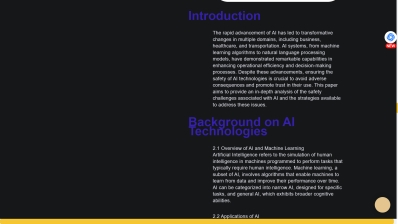 Introduction
The rapid advancement of AI has led to transformative
changes in multiple domains, including business,
healthcare, and transportation. AI systems, from machine
learning algorithms to natural language processing
models, have demonstrated remarkable capabilities in
enhancing operational efficiency and decision-making
processes. Despite these advancements, ensuring the
safety of AI technologies is crucial to avoid adverse
consequences and promote trust in their use. This paper
aims to provide an in-depth analysis of the safety
challenges associated with AI and the strategies available
to address these issues.
Background on AI
Technologies
2.1 Overview of AI and Machine Learning
Artificial Intelligence refers to the simulation of human
intelligence in machines programmed to perform tasks that
typically require human intelligence. Machine learning, a
subset of AI, involves algorithms that enable machines to
learn from data and improve their performance over time.
AI can be categorized into narrow AI, designed for specific
tasks, and general AI, which exhibits broader cognitive
abilities.
2.2 Applications of AI
NEW